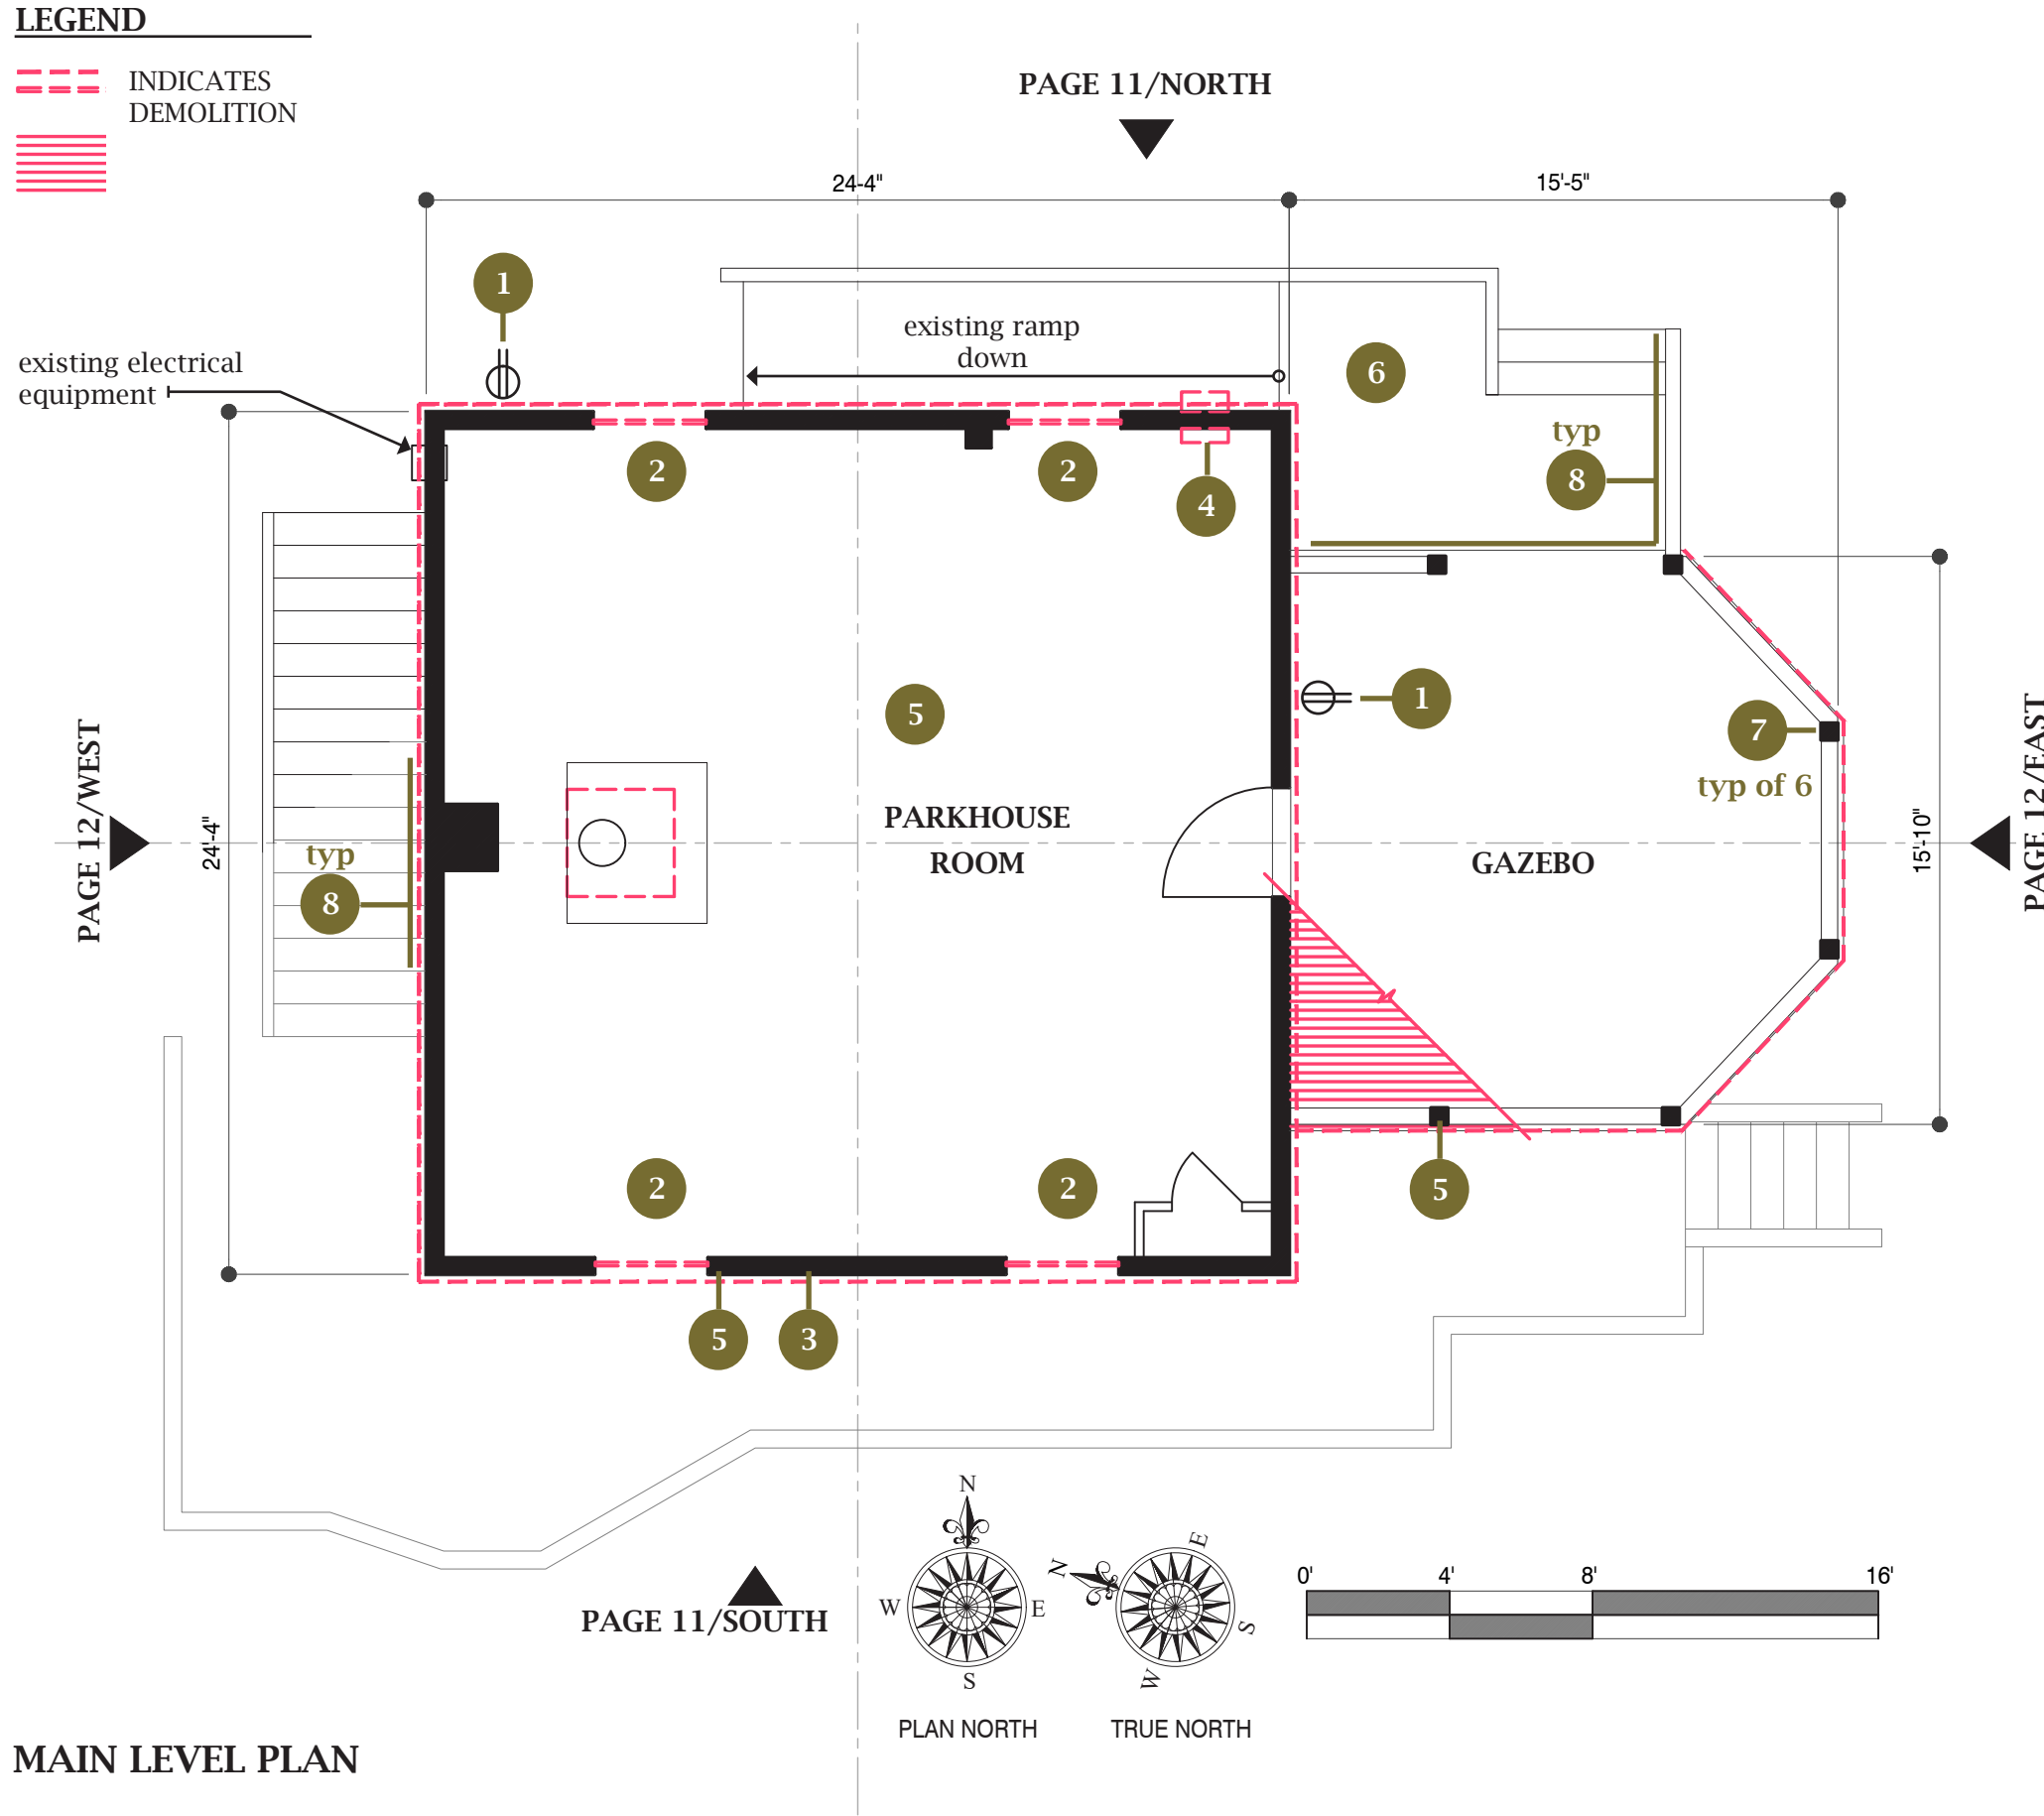 LEGEND
INDICATES
DEMOLITION
PAGE 11/NORTH
24-4"
15'-5"
1
existing ramp
down
6
existing electrical
equipment
typ
8
2
2
4
5
1
7
typ of 6
PAGE 12/WEST
24'-4"
typ
8
PARKHOUSE
ROOM
GAZEBO
15'-10"
PAGE 12/EAST
2
2
5
5
3
PAGE 11/SOUTH
N
W
E
S
PLAN NORTH
N
E
S
W
TRUE NORTH
0'
4'
8'
16'
MAIN LEVEL PLAN